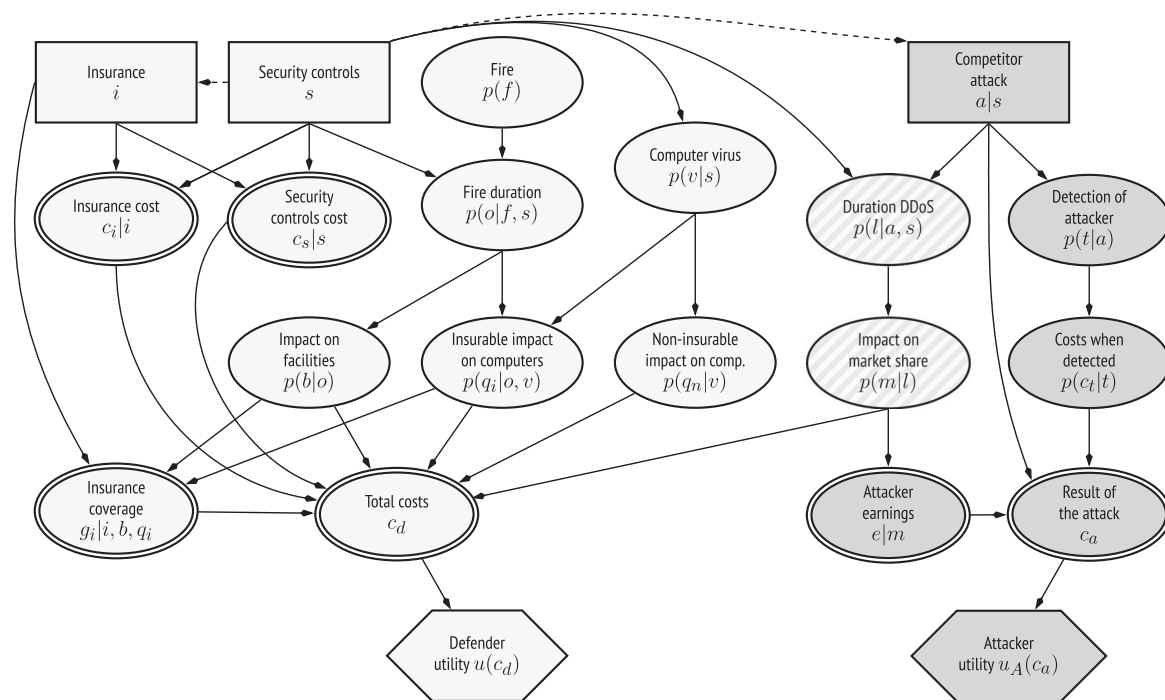 Insurance
i
Security controls
s
Fire
p(f)
Competitor
attack
a|s
Computer virus
p(v|s)
Insurance cost
c_i|i
Security
controls cost
c_s|s
Fire duration
p(o|f, s)
Duration DDoS
p(l|a, s)
Detection of
attacker
p(t|a)
Impact on
facilities
p(b|o)
Insurable impact
on computers
p(q_i|o, v)
Non-insurable
impact on comp.
p(q_n|v)
Impact on
market share
p(m|l)
Costs when
detected
p(c_t|t)
Insurance
coverage
g_i|i, b, q_i
Total costs
c_d
Attacker
earnings
e|m
Result of
the attack
c_a
Defender
utility u(c_d)
Attacker
utility u_A(c_a)